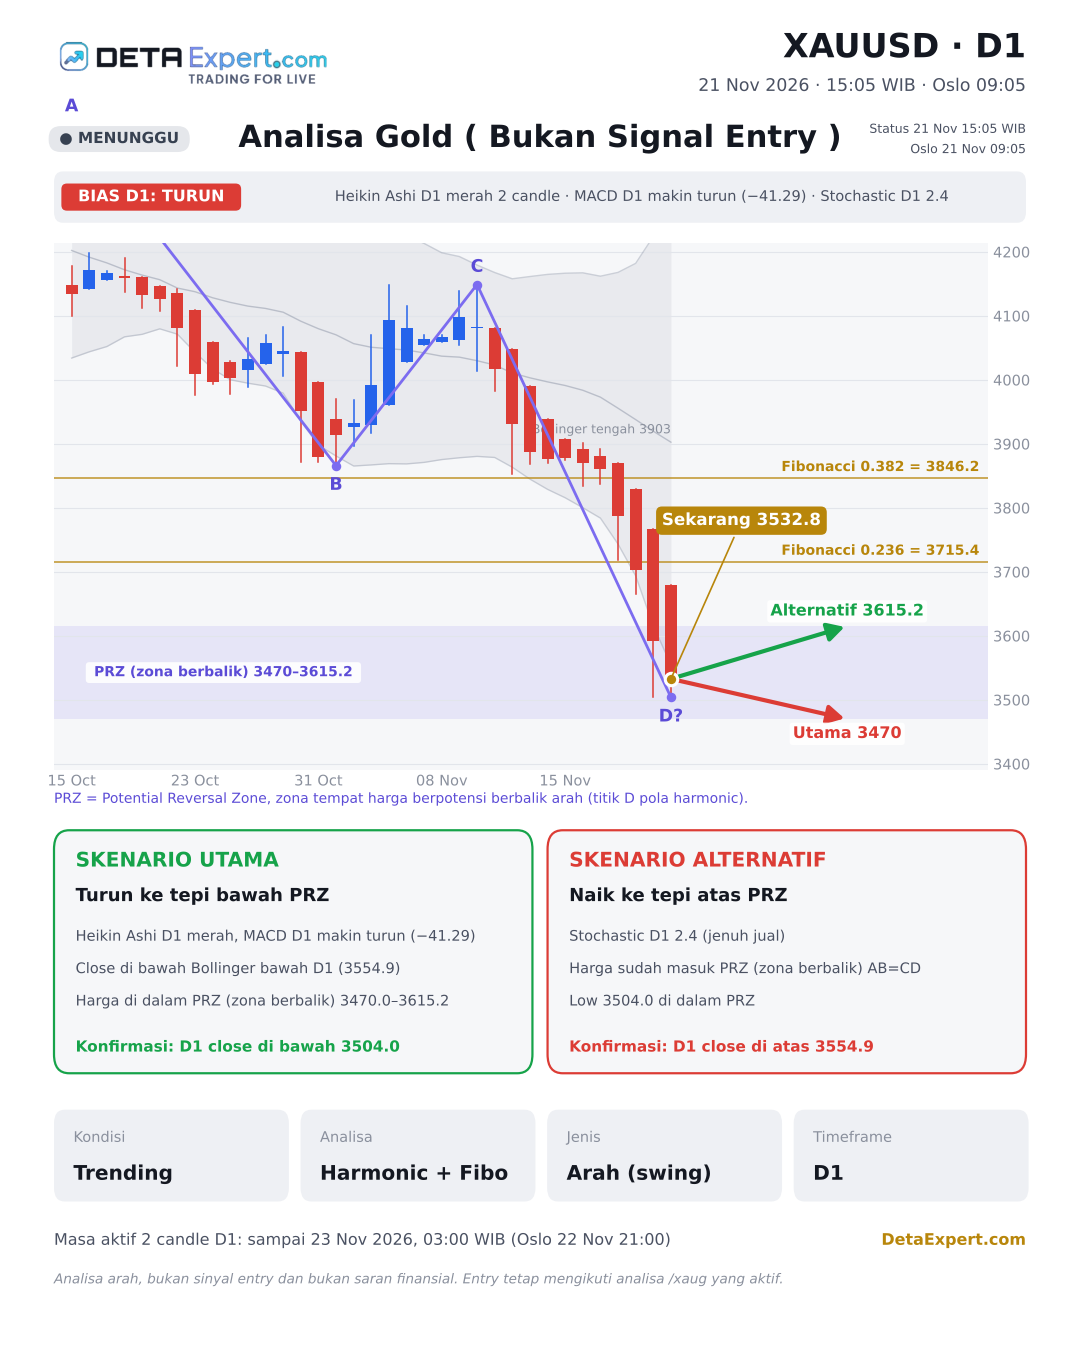 DETAExpert.com
TRADING FOR LIVE
XAUUSD · D1
21 Nov 2026 · 15:05 WIB · Oslo 09:05
A
MENUNGGU
Analisa Gold ( Bukan Signal Entry )
Status 21 Nov 15:05 WIB
Oslo 21 Nov 09:05
BIAS D1: TURUN
Heikin Ashi D1 merah 2 candle · MACD D1 makin turun (−41.29) · Stochastic D1 2.4
4200
C
4100
4000
tengah 3903
3900
Fibonacci 0.382 = 3846.2
B
3800
Sekarang 3532.8
Fibonacci 0.236 = 3715.4
3700
Alternatif 3615.2
3600
PRZ (zona berbalik) 3470–3615.2
3500
D?
Utama 3470
3400
15 Oct
23 Oct
31 Oct
08 Nov
15 Nov
PRZ = Potential Reversal Zone, zona tempat harga berpotensi berbalik arah (titik D pola harmonic).
SKENARIO UTAMA
Turun ke tepi bawah PRZ
Heikin Ashi D1 merah, MACD D1 makin turun (−41.29)
Close di bawah Bollinger bawah D1 (3554.9)
Harga di dalam PRZ (zona berbalik) 3470.0–3615.2
Konfirmasi: D1 close di bawah 3504.0
SKENARIO ALTERNATIF
Naik ke tepi atas PRZ
Stochastic D1 2.4 (jenuh jual)
Harga sudah masuk PRZ (zona berbalik) AB=CD
Low 3504.0 di dalam PRZ
Konfirmasi: D1 close di atas 3554.9
Kondisi
Trending
Analisa
Harmonic + Fibo
Jenis
Arah (swing)
Timeframe
D1
Masa aktif 2 candle D1: sampai 23 Nov 2026, 03:00 WIB (Oslo 22 Nov 21:00)
DetaExpert.com
Analisa arah, bukan sinyal entry dan bukan saran finansial. Entry tetap mengikuti analisa /xaug yang aktif.